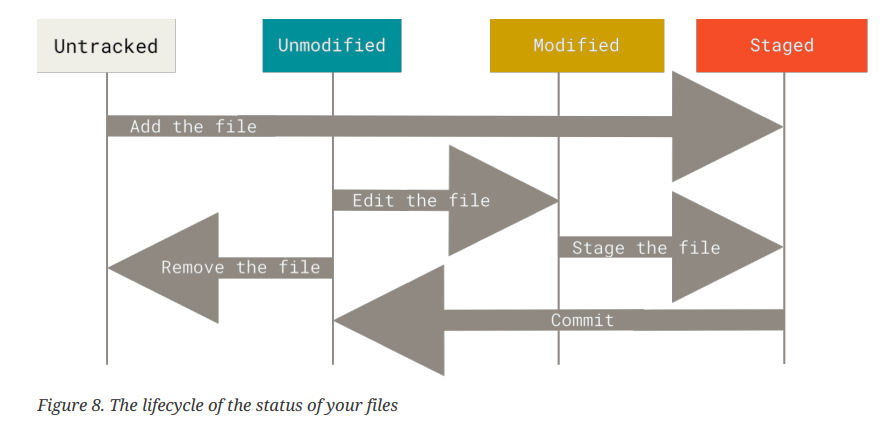 Untracked
Unmodified
Modified
Staged
Add the file
Edit the file
Stage the file
Remove the file
Commit
Figure 8. The lifecycle of the status of your files